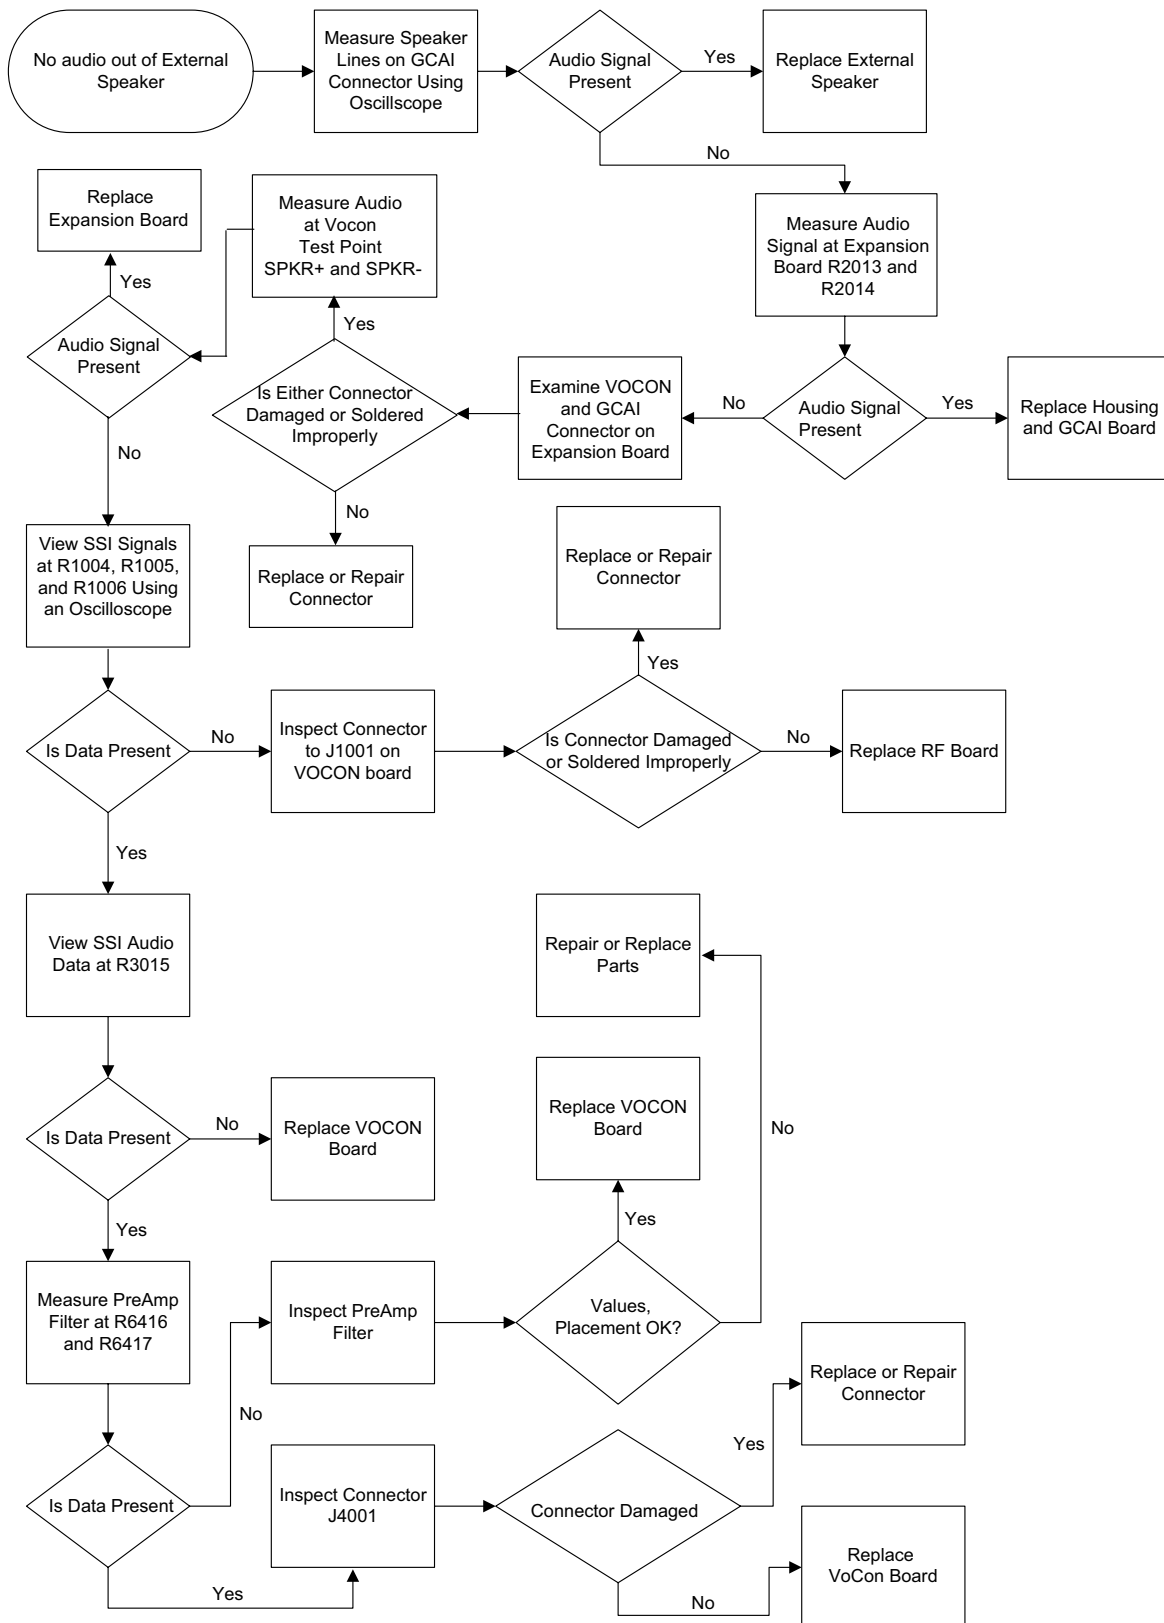 No audio out of External
Speaker
Measure Speaker
Lines on GCAI
Connector Using
Oscillscope
Audio Signal
Present
Yes
Replace External
Speaker
No
Replace
Expansion Board
Measure Audio
at Vocon
Test Point
SPKR+ and SPKR-
Measure Audio
Signal at Expansion
Board R2013 and
R2014
Yes
Audio Signal
Present
Yes
Is Either Connector
Damaged or Soldered
Improperly
Examine VOCON
and GCAI
Connector on
Expansion Board
No
Audio Signal
Present
Yes
Replace Housing
and GCAI Board
No
No
View SSI Signals
at R1004, R1005,
and R1006 Using
an Oscilloscope
Replace or Repair
Connector
Replace or Repair
Connector
Yes
Is Data Present
No
Inspect Connector
to J1001 on
VOCON board
Is Connector Damaged
or Soldered Improperly
No
Replace RF Board
Yes
View SSI Audio
Data at R3015
Repair or Replace
Parts
Is Data Present
No
Replace VOCON
Board
Replace VOCON
Board
No
Yes
Yes
Measure PreAmp
Filter at R6416
and R6417
Inspect PreAmp
Filter
Values,
Placement OK?
Replace or Repair
Connector
No
Yes
Is Data Present
Inspect Connector
J4001
Connector Damaged
Yes
No
Replace
VoCon Board